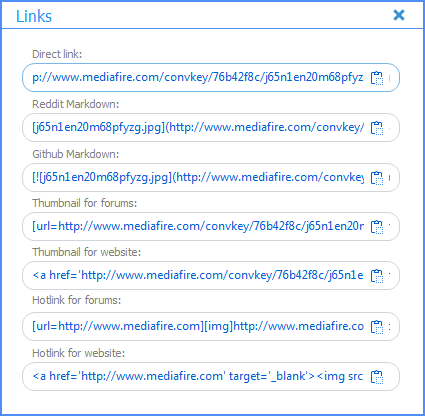 Links
Direct link:
p://www.mediafire.com/convkey/76b42f8c/j65n1en20m68pfyz
Reddit Markdown:
[j65n1en20m68pfyzg.jpg](http://www.mediafire.com/convkey/
Github Markdown:
[![j65n1en20m68pfyzg.jpg](http://www.mediafire.com/convkey
Thumbnail for forums:
[url=http://www.mediafire.com/convkey/76b42f8c/j65n1en20n
Thumbnail for website:
<a href='http://www.mediafire.com/convkey/76b42f8c/j65n1e
Hotlink for forums:
[url=http://www.mediafire.com][img]http://www.mediafire.co
Hotlink for website:
<a href='http://www.mediafire.com' target='_blank'><img src